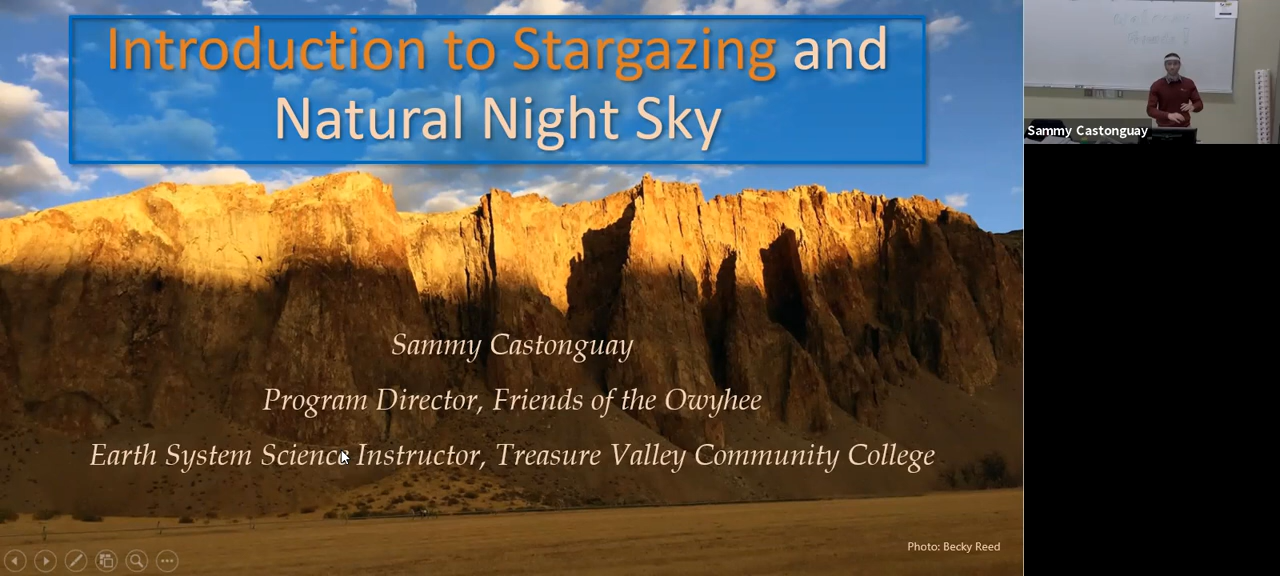 Introduction to Stargazing and
Natural Night Sky
Sammy Castonguay
Program Director, Friends of the Owyhee
Earth System Science Instructor, Treasure Valley Community College
Photo: Becky Reed
Sammy Castonguay